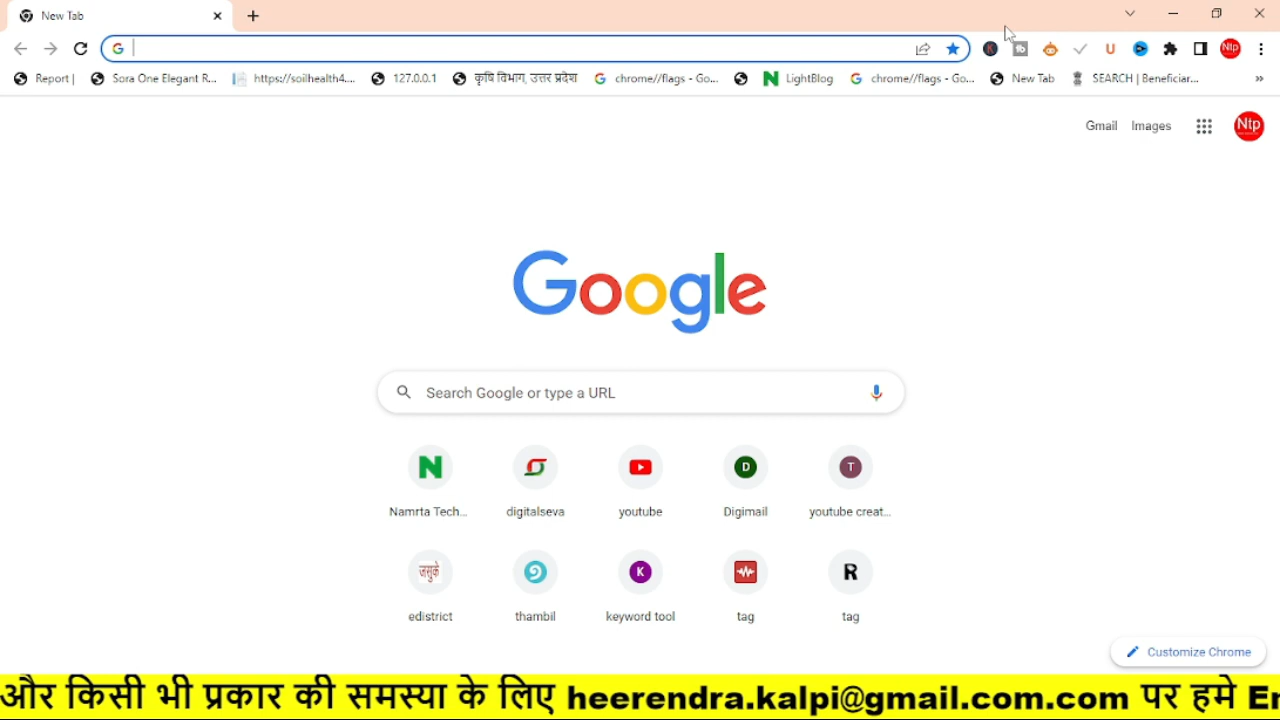 New Tab
Ntp
Report |
Sora One Elegant R...
https://soilhealth4....
127.0.0.1
कृषि विभाग, उत्तर प्रदेश
chrome//flags - Go...
LightBlog
chrome//flags - Go...
New Tab
SEARCH | Beneficiar...
»
Gmail
Images
Ntp
Google
Search Google or type a URL
Namrta Tech...
digitalseva
youtube
D
Digimail
T
youtube creat...
जसुके
edistrict
thambil
K
keyword tool
tag
R
tag
Customize Chrome
और किसी भी प्रकार की समस्या के लिए heerendra.kalpi@gmail.com.com पर हमे En